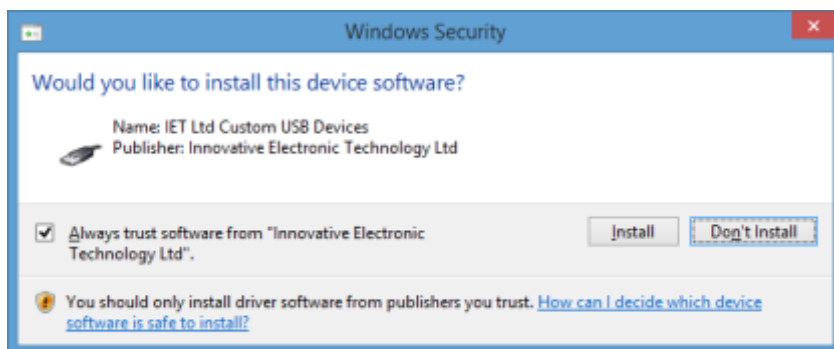 Windows Security
Would you like to install this device software?
Name: IET Ltd Custom USB Devices
Publisher: Innovative Electronic Technology Ltd
Always trust software from "Innovative Electronic
Technology Ltd".
Install
Don't Install
You should only install driver software from publishers you trust. How can I decide which device
software is safe to install?